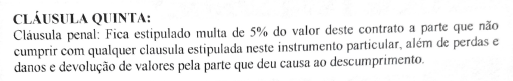 CLÁUSULA QUINTA:
Cláusula penal: Fica estipulado multa de 5% do valor deste contrato a parte que não
cumprir com qualquer clausula estipulada neste instrumento particular, além de perdas e
danos e devolução de valores pela parte que deu causa ao descumprimento.